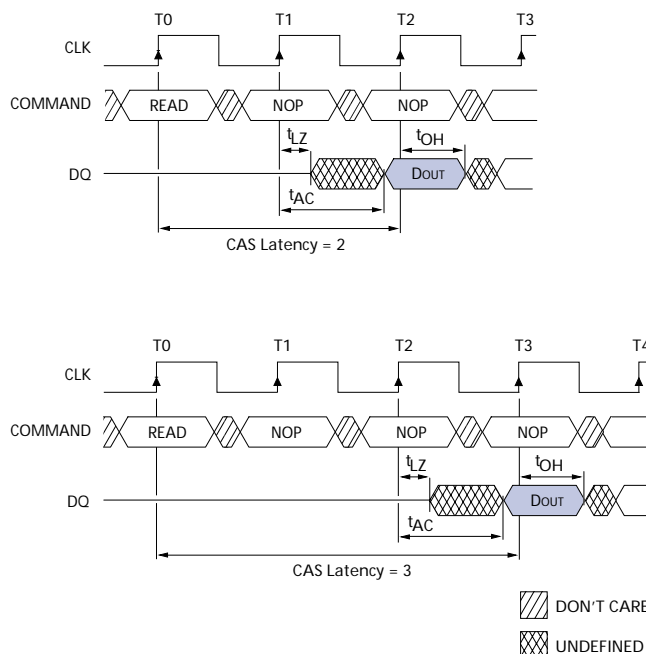 T0 T1 T2 T3
CLK
COMMAND READ NOP NOP
tLZ tOH
DQ DOUT
tAC
CAS Latency = 2
T0 T1 T2 T3 T4
CLK
COMMAND READ NOP NOP NOP
tLZ tOH
DQ DOUT
tAC
CAS Latency = 3
DON'T CARE
UNDEFINED